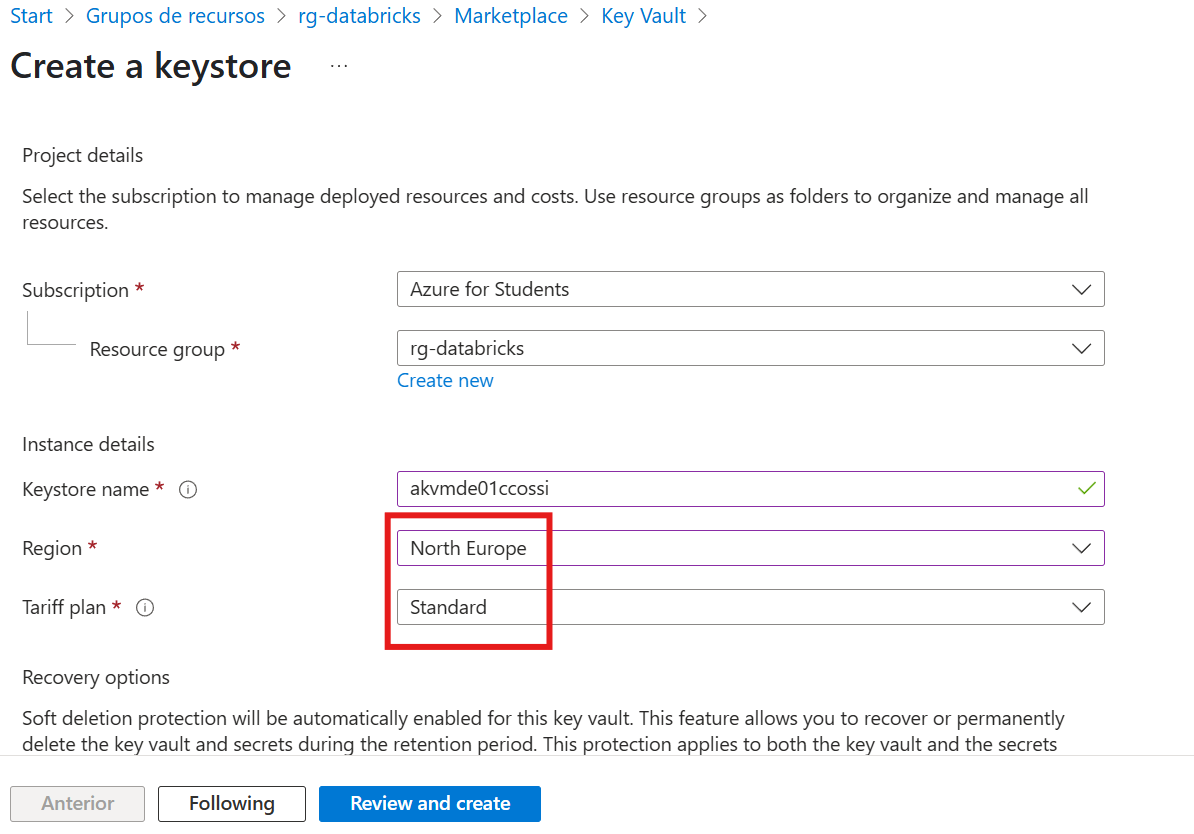 Start > Grupos de recursos > rg-databricks > Marketplace > Key Vault >
Create a keystore ...
Project details
Select the subscription to manage deployed resources and costs. Use resource groups as folders to organize and manage all
resources.
Subscription * Azure for Students
Resource group * rg-databricks
Create new
Instance details
Keystore name * akvmde01ccossi
Region * North Europe
Tariff plan * Standard
Recovery options
Soft deletion protection will be automatically enabled for this key vault. This feature allows you to recover or permanently
delete the key vault and secrets during the retention period. This protection applies to both the key vault and the secrets
Anterior Following Review and create